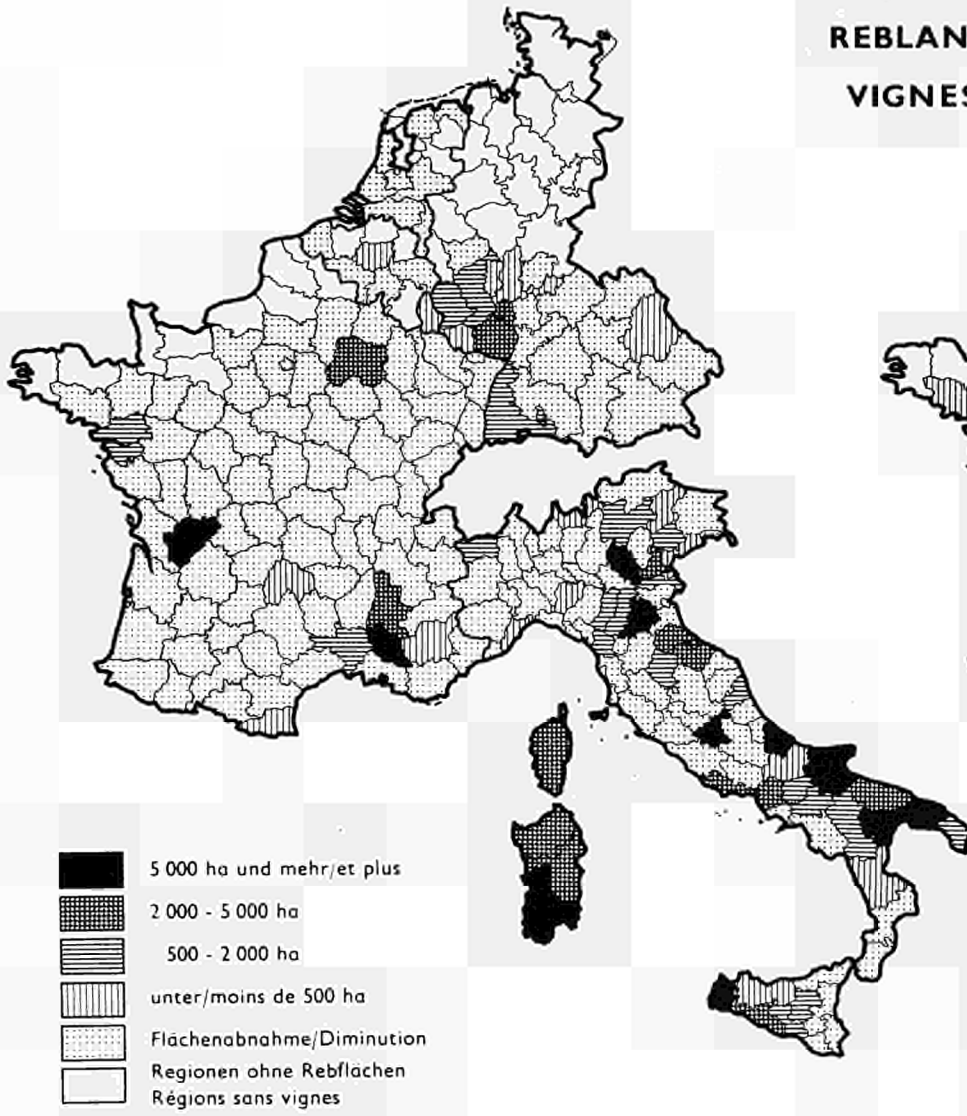 REBLAN
VIGNES
5 000 ha und mehr/et plus
2 000 - 5 000 ha
500 - 2 000 ha
unter/moins de 500 ha
Flächenabnahme/Diminution
Regionen ohne Rebflächen
Régions sans vignes